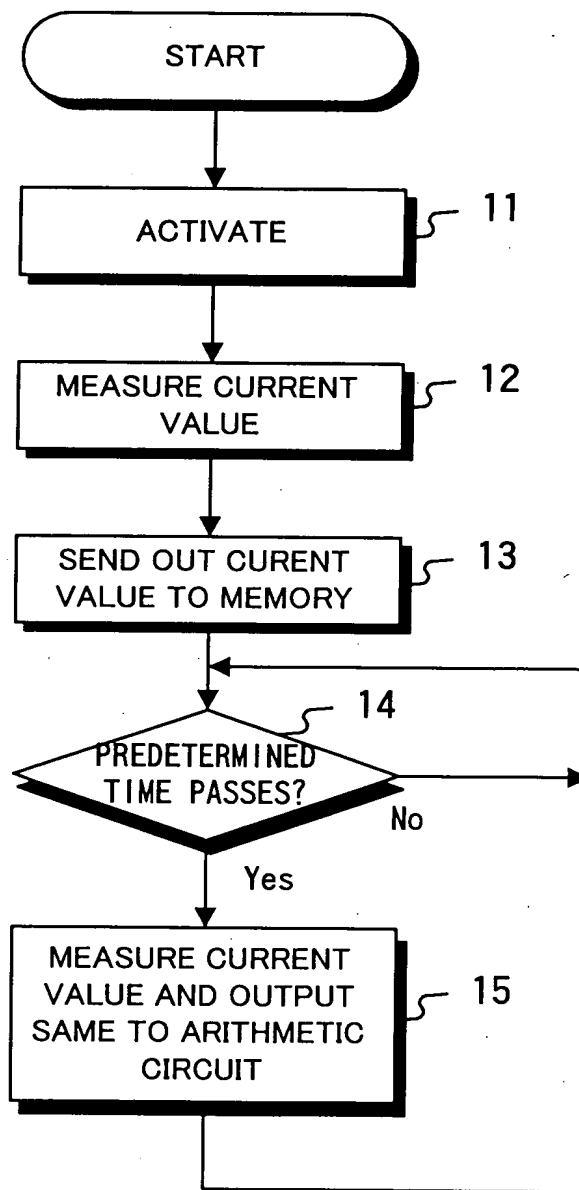 START
ACTIVATE
11
MEASURE CURRENT
VALUE
12
SEND OUT CURENT
VALUE TO MEMORY
13
14
PREDETERMINED
TIME PASSES?
No
Yes
MEASURE CURRENT
VALUE AND OUTPUT
SAME TO ARITHMETIC
CIRCUIT
15